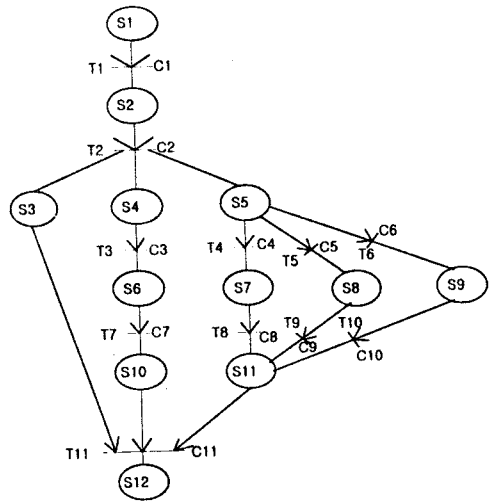 S1
T1 C1
S2
T2 C2
S3 S4 S5
C6
T3 C3 T4 C4 T5 C5 T6
S6 S7 S8 S9
T7 C7 T8 C8 T9 C9 T10 C10
S10 S11
T11 C11
S12